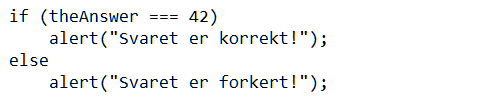 if (theAnswer === 42)
    alert("Svaret er korrekt!");
else
    alert("Svaret er forkert!");